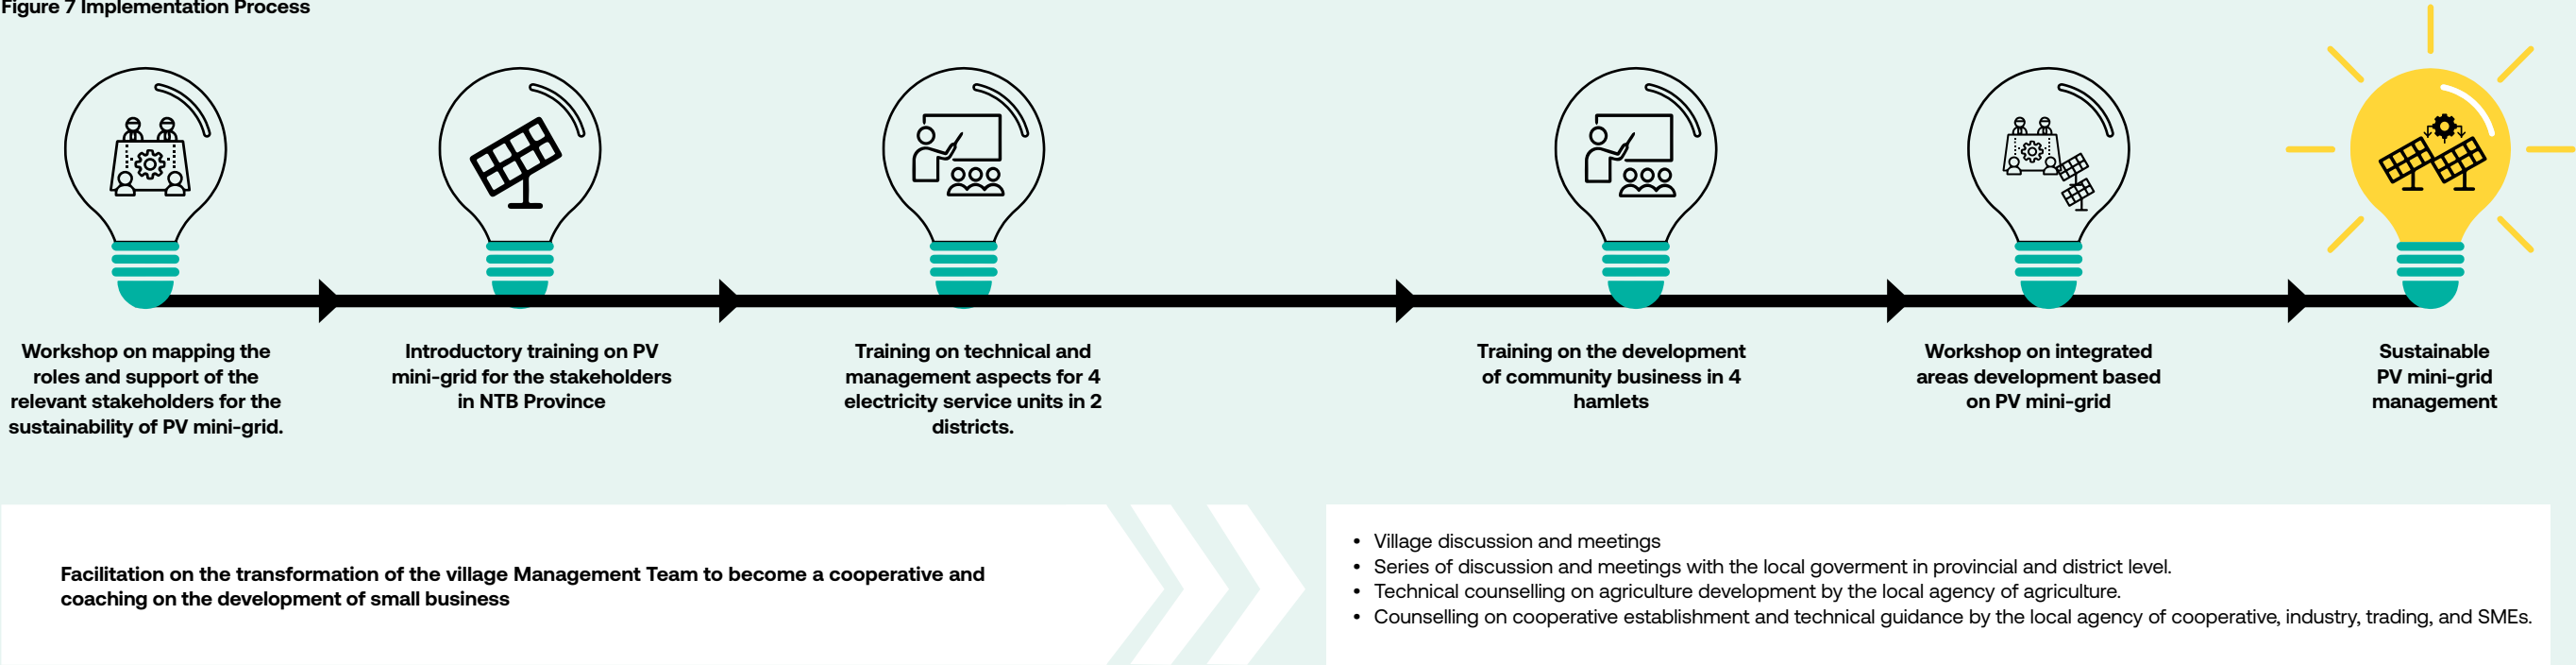 Figure 7 Implementation Process
Workshop on mapping the
roles and support of the
relevant stakeholders for the
sustainability of PV mini-grid.
Introductory training on PV
mini-grid for the stakeholders
in NTB Province
Training on technical and
management aspects for 4
electricity service units in 2
districts.
Training on the development
of community business in 4
hamlets
Workshop on integrated
areas development based
on PV mini-grid
Sustainable
PV mini-grid
management
Facilitation on the transformation of the village Management Team to become a cooperative and
coaching on the development of small business
• Village discussion and meetings
• Series of discussion and meetings with the local goverment in provincial and district level.
• Technical counselling on agriculture development by the local agency of agriculture.
• Counselling on cooperative establishment and technical guidance by the local agency of cooperative, industry, trading, and SMEs.